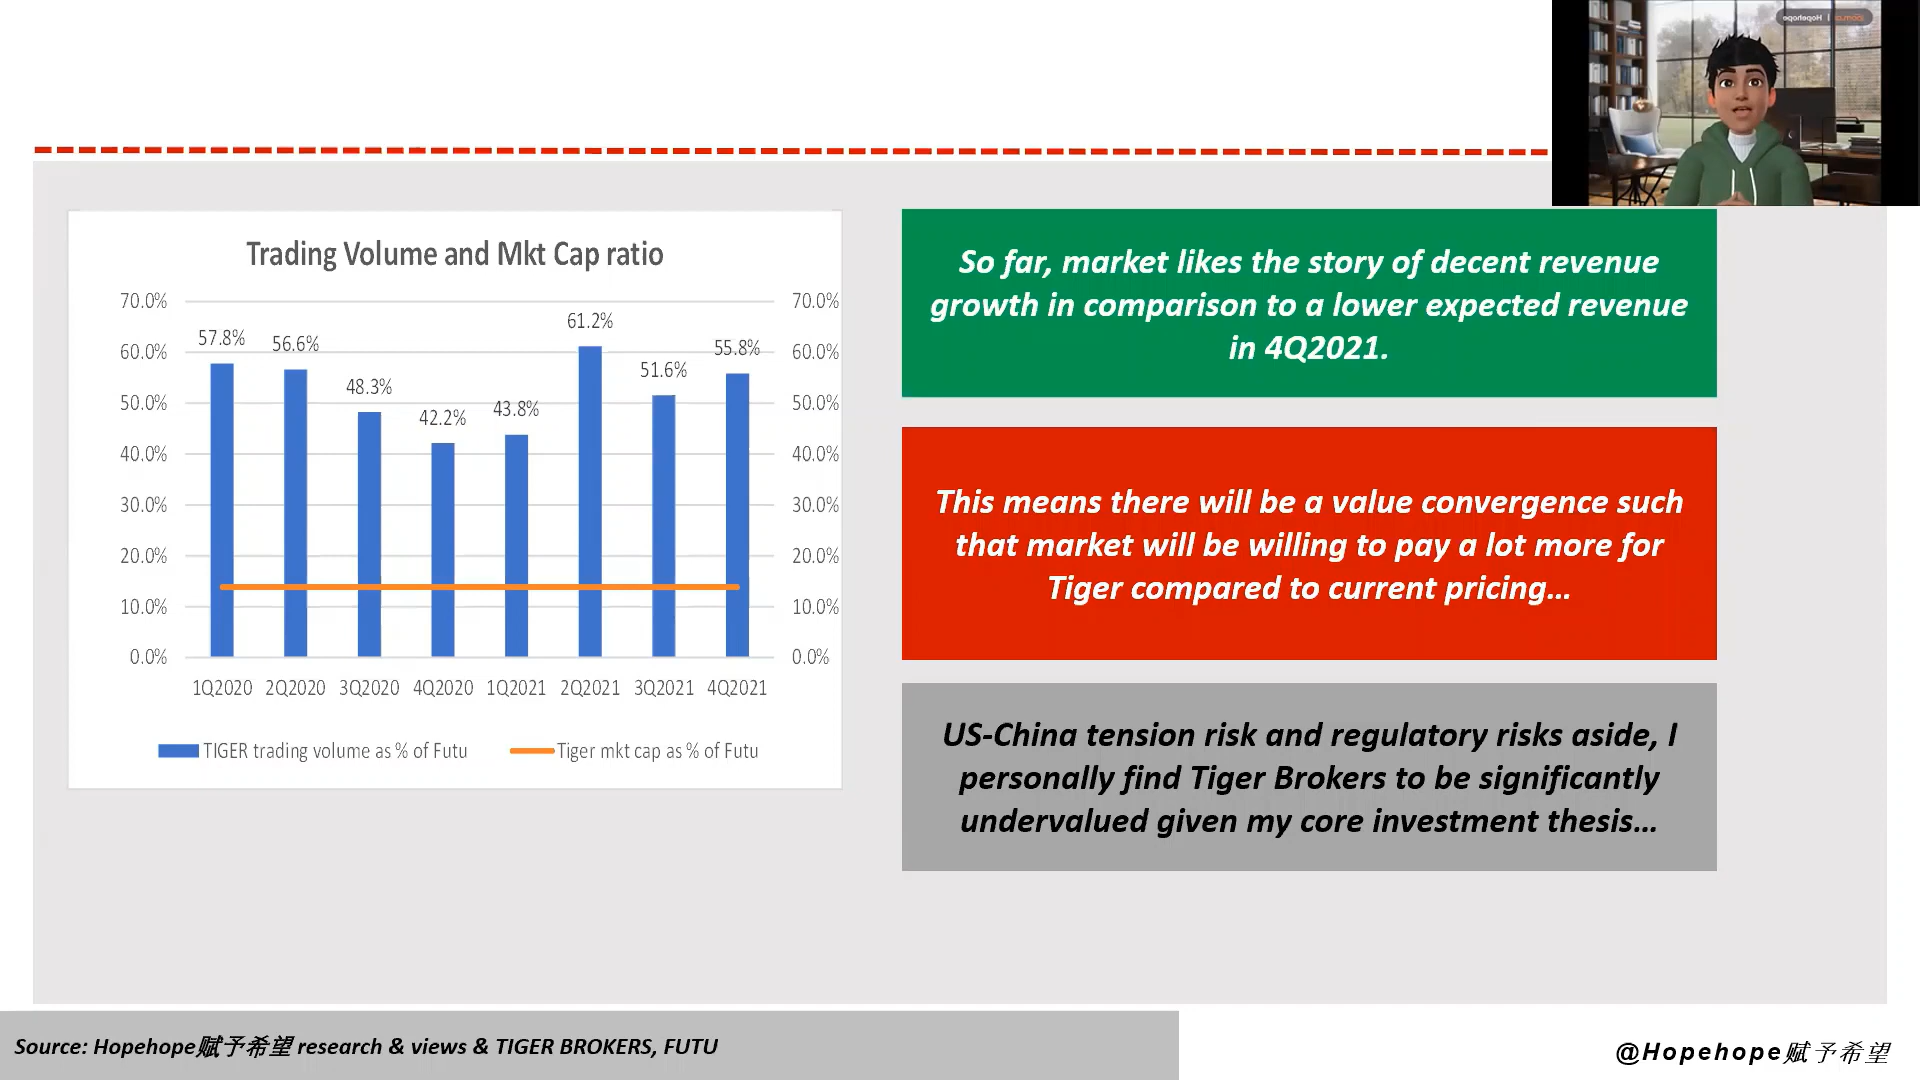 Hopehope
Trading Volume and Mkt Cap ratio
70.0%
60.0%
50.0%
40.0%
30.0%
20.0%
10.0%
0.0%
57.8%
56.6%
48.3%
42.2%
43.8%
61.2%
51.6%
55.8%
70.0%
60.0%
50.0%
40.0%
30.0%
20.0%
10.0%
0.0%
1Q2020 2Q2020 3Q2020 4Q2020 1Q2021 2Q2021 3Q2021 4Q2021
TIGER trading volume as % of Futu
Tiger mkt cap as % of Futu
So far, market likes the story of decent revenue
growth in comparison to a lower expected revenue
in 4Q2021.
This means there will be a value convergence such
that market will be willing to pay a lot more for
Tiger compared to current pricing…
US-China tension risk and regulatory risks aside, I
personally find Tiger Brokers to be significantly
undervalued given my core investment thesis…
Source: Hopehope赋予希望 research & views & TIGER BROKERS, FUTU
@Hopehope赋予希望